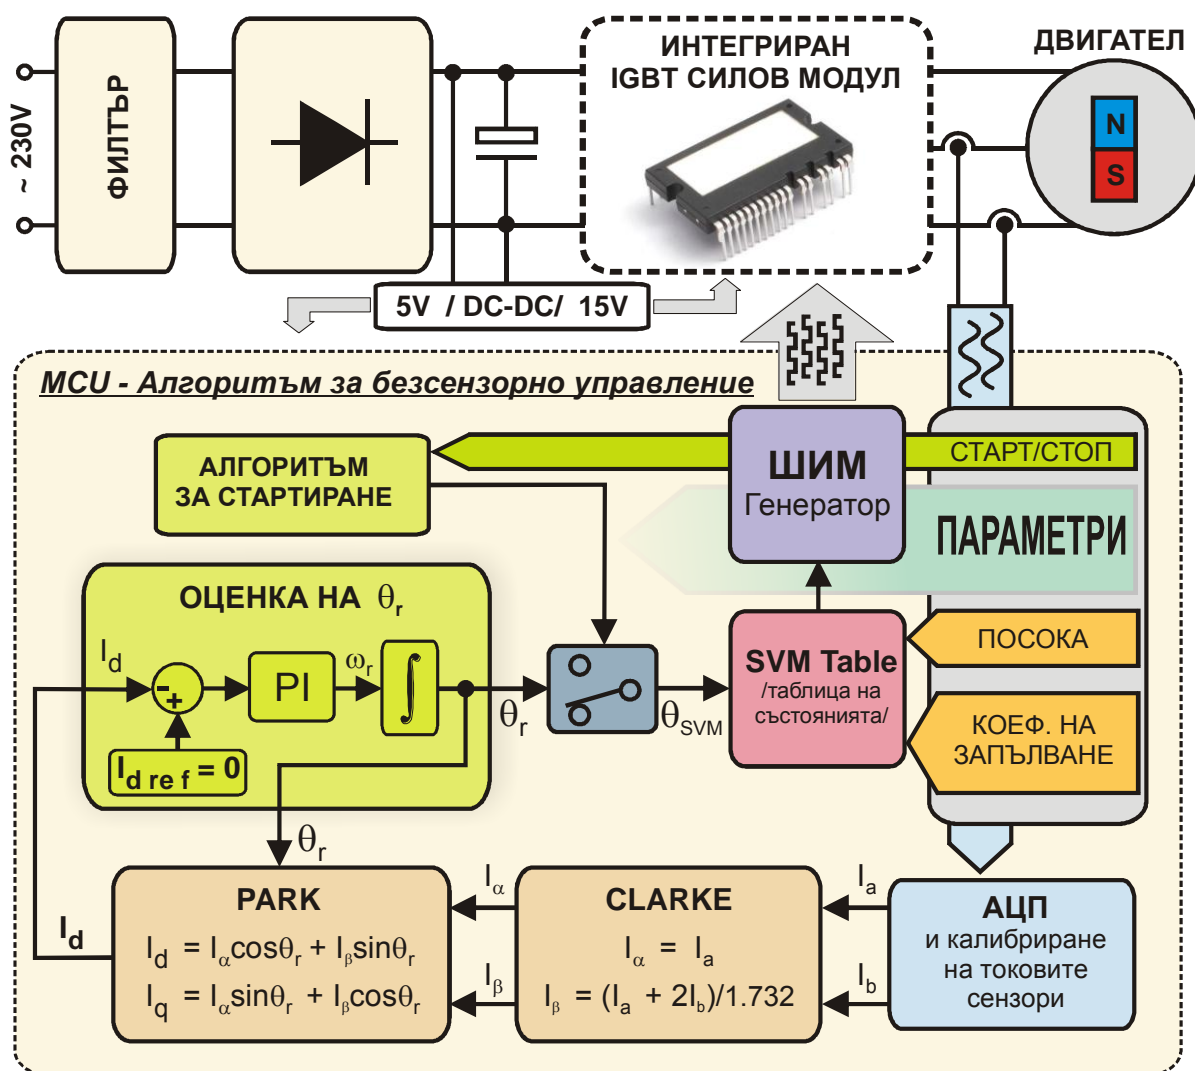 ~ 230V
ФИЛТЪР
ИНТЕГРИРАН
IGBT СИЛОВ МОДУЛ
ДВИГАТЕЛ
N
S
5V / DC-DC/ 15V
MCU - Алгоритъм за безсензорно управление
АЛГОРИТЪМ
ЗА СТАРТИРАНЕ
ШИМ
Генератор
СТАРТ/СТОП
ПАРАМЕТРИ
ОЦЕНКА НА θr
Id
-
+
PI
ωr
∫
Id ref = 0
θr
θSVM
SVM Table
/таблица на
състоянията/
ПОСОКА
КОЕФ. НА
ЗАПЪЛВАНЕ
θr
Id
PARK
Id = Iαcosθr + Iβsinθr
Iq = Iαsinθr + Iβcosθr
Iα
Iβ
CLARKE
Iα = Ia
Iβ = (Ia + 2Ib)/1.732
Ia
Ib
АЦП
и калибриране
на токовите
сензори